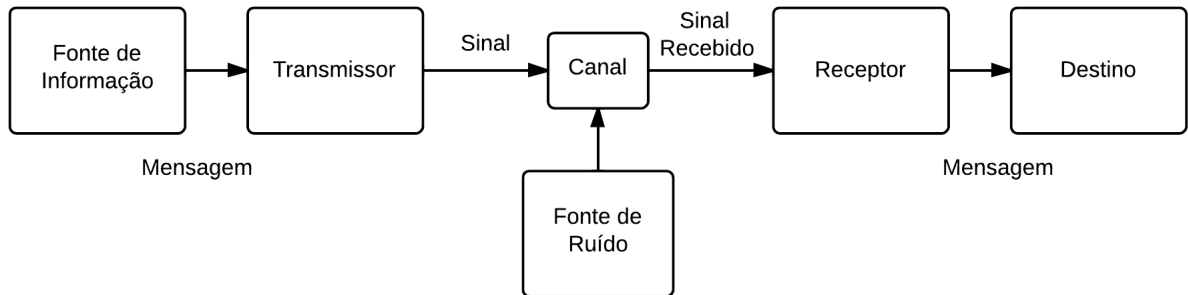 Fonte de
Informação
Transmissor
Sinal
Canal
Sinal
Recebido
Receptor
Destino
Mensagem
Mensagem
Fonte de
Ruído